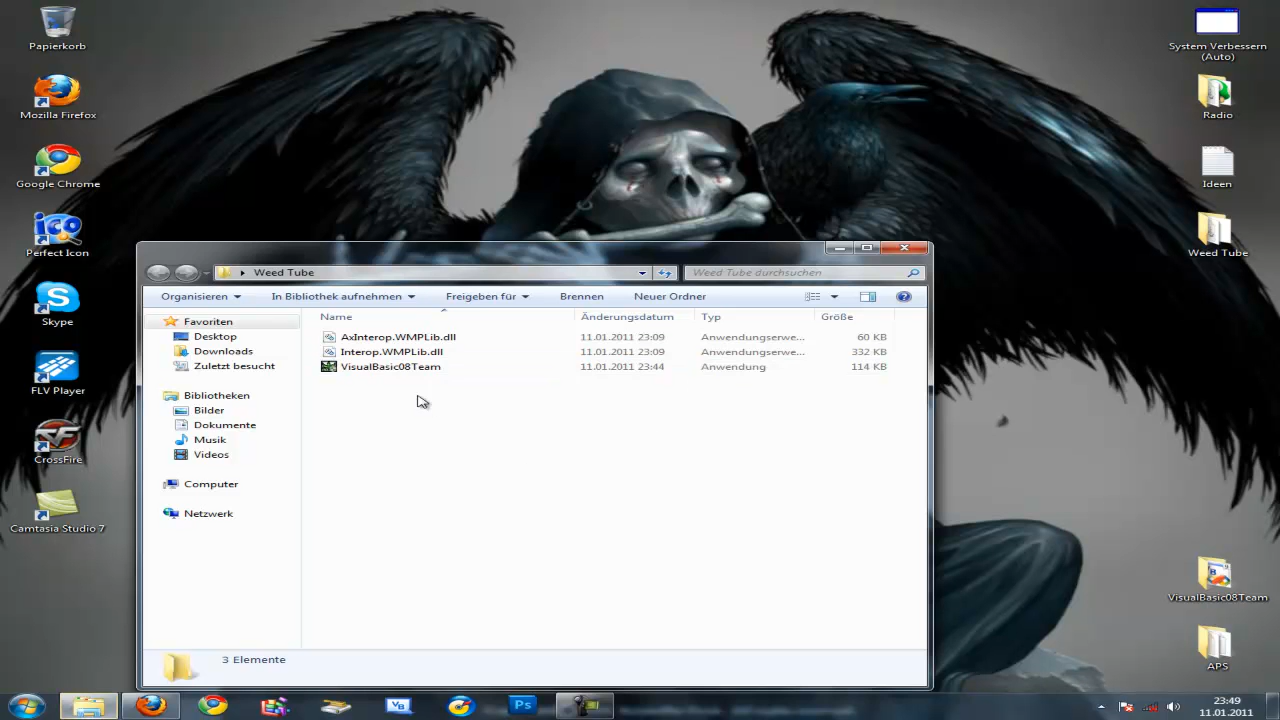 Papierkorb
Mozilla Firefox
Google Chrome
Perfect Icon
Skype
FLV Player
CrossFire
Camtasia Studio 7
System Verbessern
(Auto)
Radio
Ideen
Weed Tube
VisualBasic08Team
APS
Weed Tube
Weed Tube durchsuchen
Organisieren
In Bibliothek aufnehmen
Freigeben für
Brennen
Neuer Ordner
Favoriten
Desktop
Downloads
Zuletzt besucht
Bibliotheken
Bilder
Dokumente
Musik
Videos
Computer
Netzwerk
Name Änderungsdatum Typ Größe
AxInterop.WMPLib.dll 11.01.2011 23:09 Anwendungserwe... 60 KB
Interop.WMPLib.dll 11.01.2011 23:09 Anwendungserwe... 332 KB
VisualBasic08Team 11.01.2011 23:44 Anwendung 114 KB
3 Elemente
VB
Ps
23:49
11.01.2011